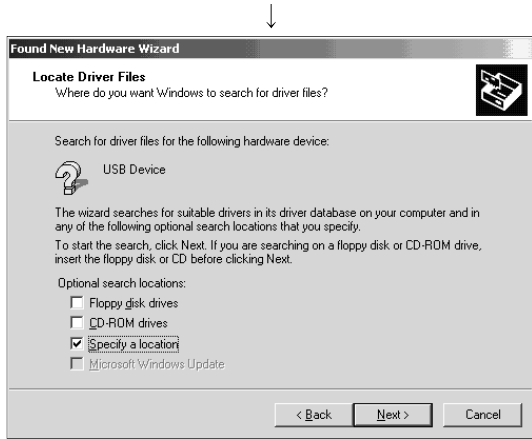 Found New Hardware Wizard
Locate Driver Files
Where do you want Windows to search for driver files?
Search for driver files for the following hardware device:
USB Device
The wizard searches for suitable drivers in its driver database on your computer and in
any of the following optional search locations that you specify.
To start the search, click Next. If you are searching on a floppy disk or CD-ROM drive,
insert the floppy disk or CD before clicking Next.
Optional search locations:
Floppy disk drives
CD-ROM drives
Specify a location
Microsoft Windows Update
< Back Next > Cancel